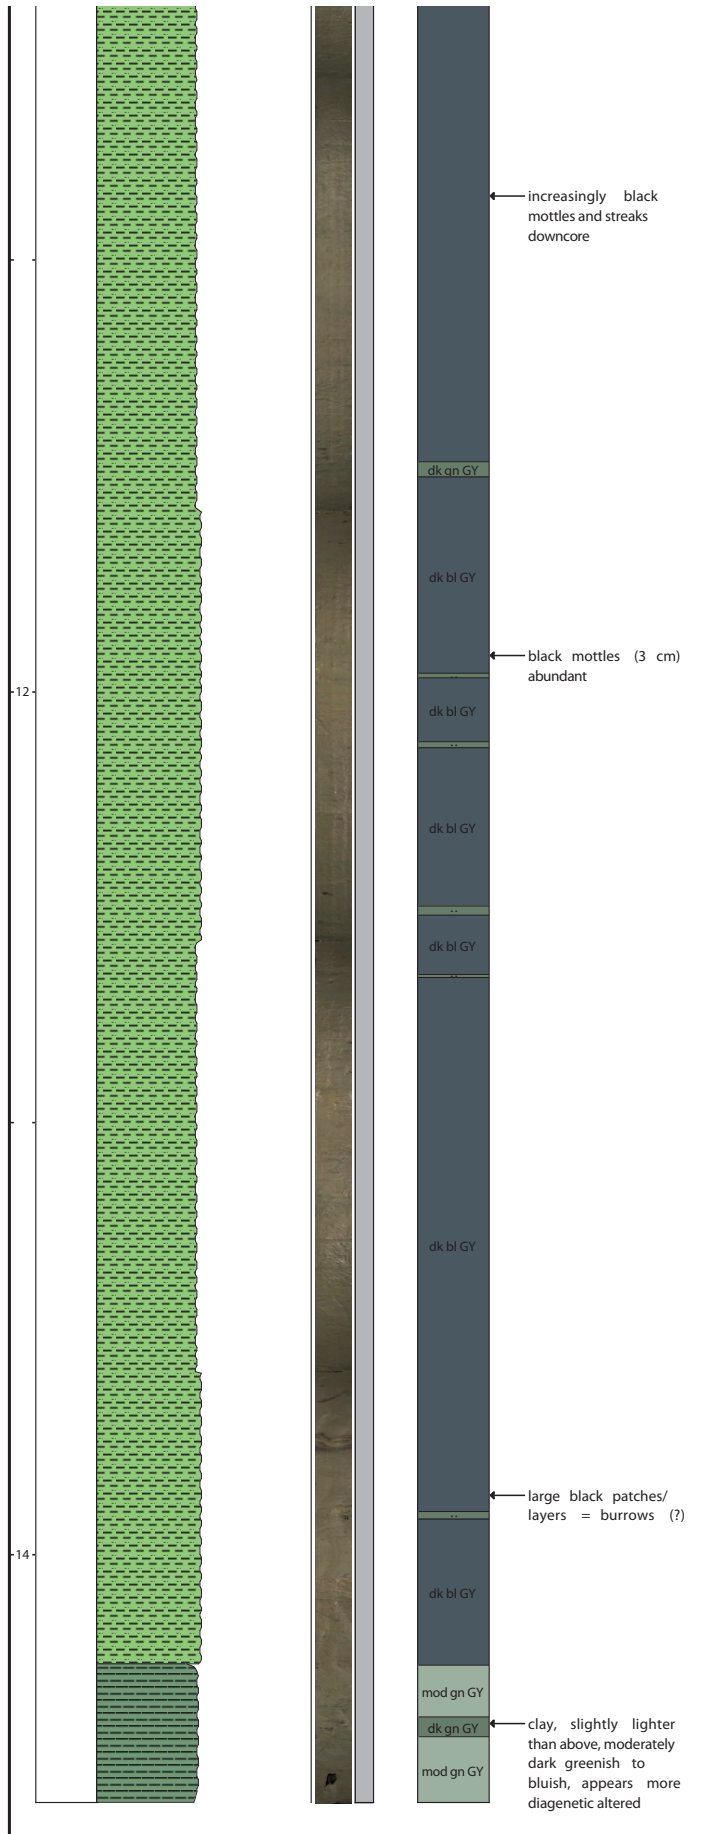 increasingly black
mottles and streaks
downcore
dk gn GY
dk bl GY
black mottles (3 cm)
abundant
12
..
dk bl GY
..
dk bl GY
..
dk bl GY
..
dk bl GY
large black patches/
layers = burrows (?)
..
14
dk bl GY
mod gn GY
dk gn GY
clay, slightly lighter
than above, moderately
dark greenish to
bluish, appears more
diagenetic altered
mod gn GY